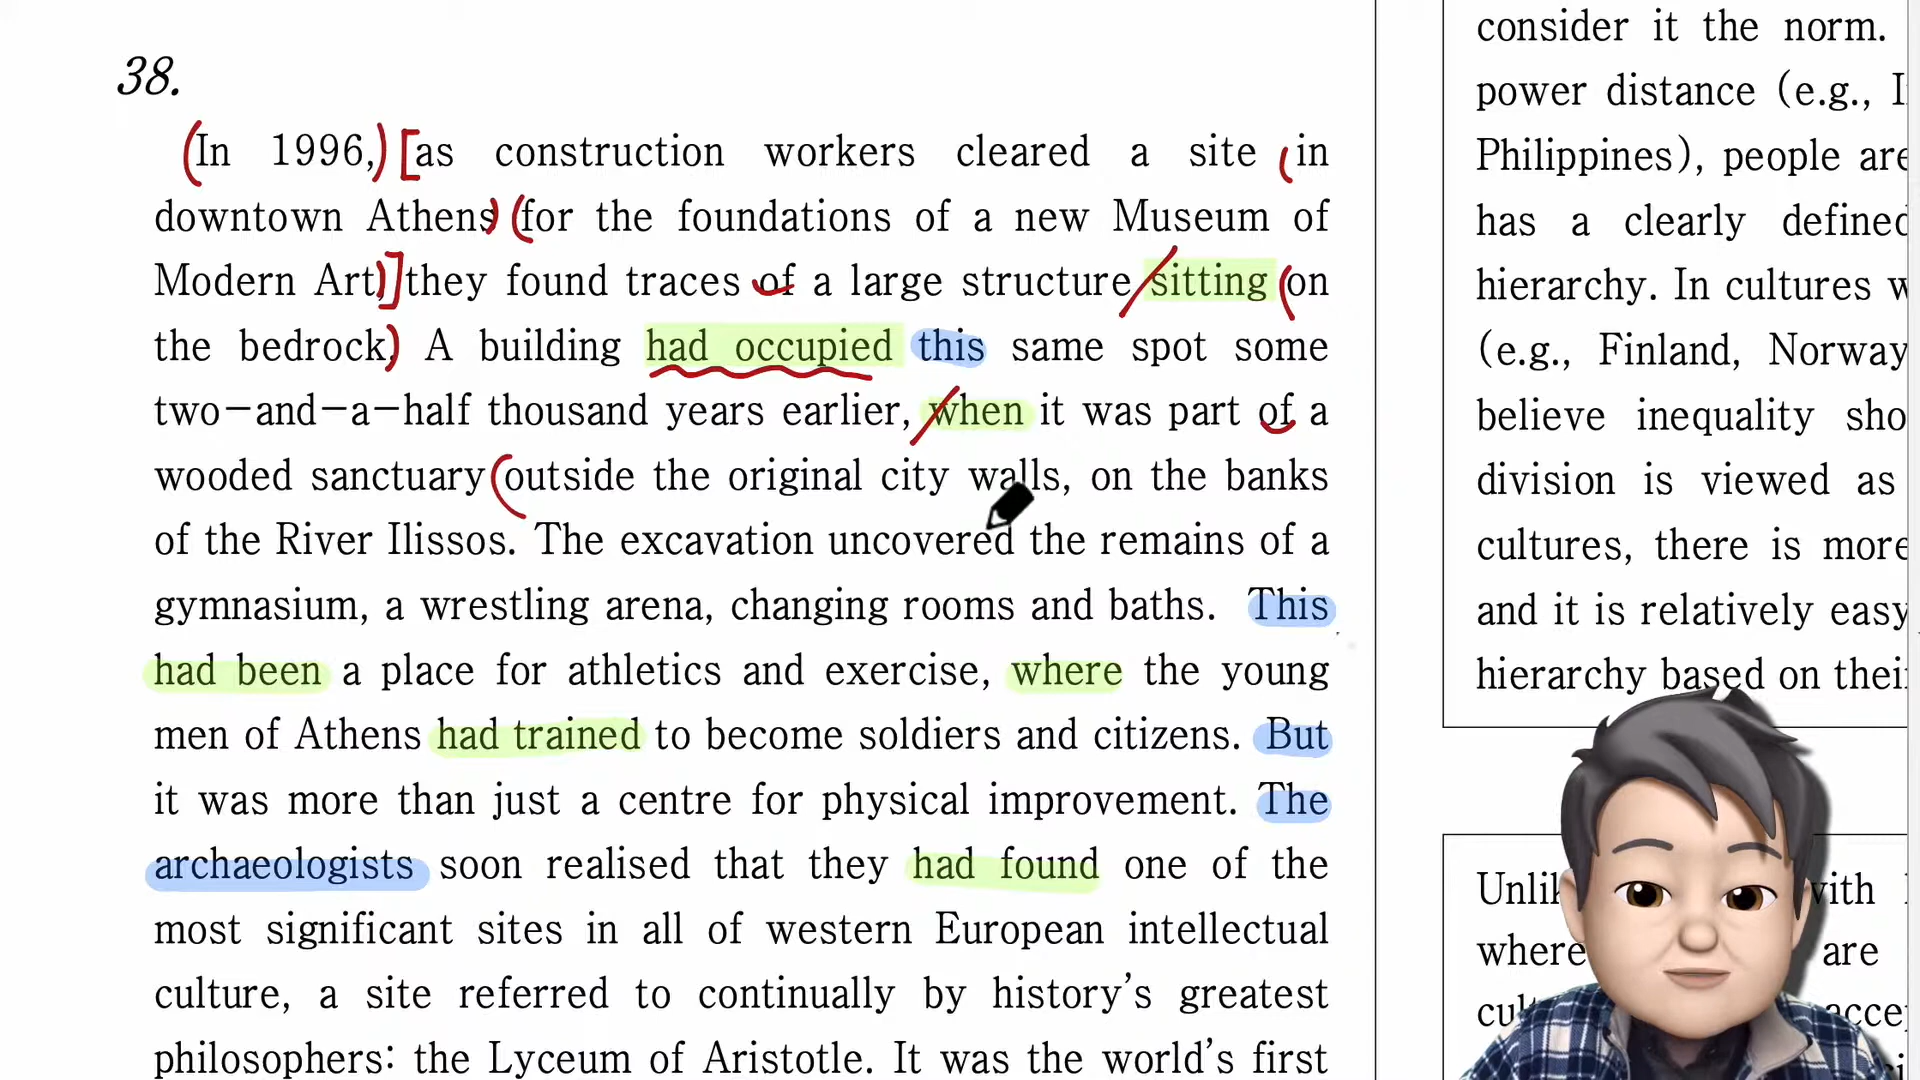 38.
In 1996, as construction workers cleared a site in
downtown Athens for the foundations of a new Museum of
Modern Art, they found traces of a large structure sitting on
the bedrock. A building had occupied this same spot some
two-and-a-half thousand years earlier, when it was part of a
wooded sanctuary outside the original city walls, on the banks
of the River Ilissos. The excavation uncovered the remains of a
gymnasium, a wrestling arena, changing rooms and baths. This
had been a place for athletics and exercise, where the young
men of Athens had trained to become soldiers and citizens. But
it was more than just a centre for physical improvement. The
archaeologists soon realised that they had found one of the
most significant sites in all of western European intellectual
culture, a site referred to continually by history's greatest
philosophers: the Lyceum of Aristotle. It was the world's first
consider it the norm.
power distance (e.g.,
Philippines), people are
has a clearly defined
hierarchy. In cultures
(e.g., Finland, Norway
believe inequality
division is viewed as
cultures, there is more
and it is relatively easy
hierarchy based on
with
where are